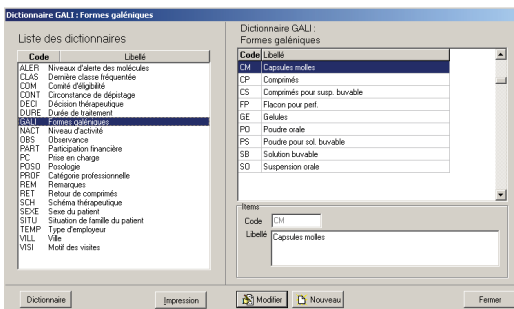 Dictionnaire GALI : Formes galéniques
Liste des dictionnaires
Code Libellé
ALER Niveaux d'alerte des molécules
CLAS Dernière classe fréquentée
COM Comité d'éligibilité
CONT Circonstance de dépistage
DECI Décision thérapeutique
DURE Durée de traitement
GALI Formes galéniques
NACT Niveau d'activité
OBS Observance
PART Participation financière
PC Prise en charge
POSO Posologie
PROF Catégorie professionnelle
REM Remarques
RET Retour de comprimés
SCH Schéma thérapeutique
SEXE Sexe du patient
SITU Situation de famille du patient
TEMP Type d'employeur
VILL Ville
VISI Motif des visites
Dictionnaire
Impression
Dictionnaire GALI :
Formes galéniques
Code Libellé
CM Capsules molles
CP Comprimés
CS Comprimés pour susp. buvable
FP Flacon pour perf.
GE Gelules
PO Poudre orale
PS Poudre pour sol. buvable
SB Solution buvable
SO Suspension orale
Items
Code CM
Libellé Capsules molles
Modifier
Nouveau
Fermer